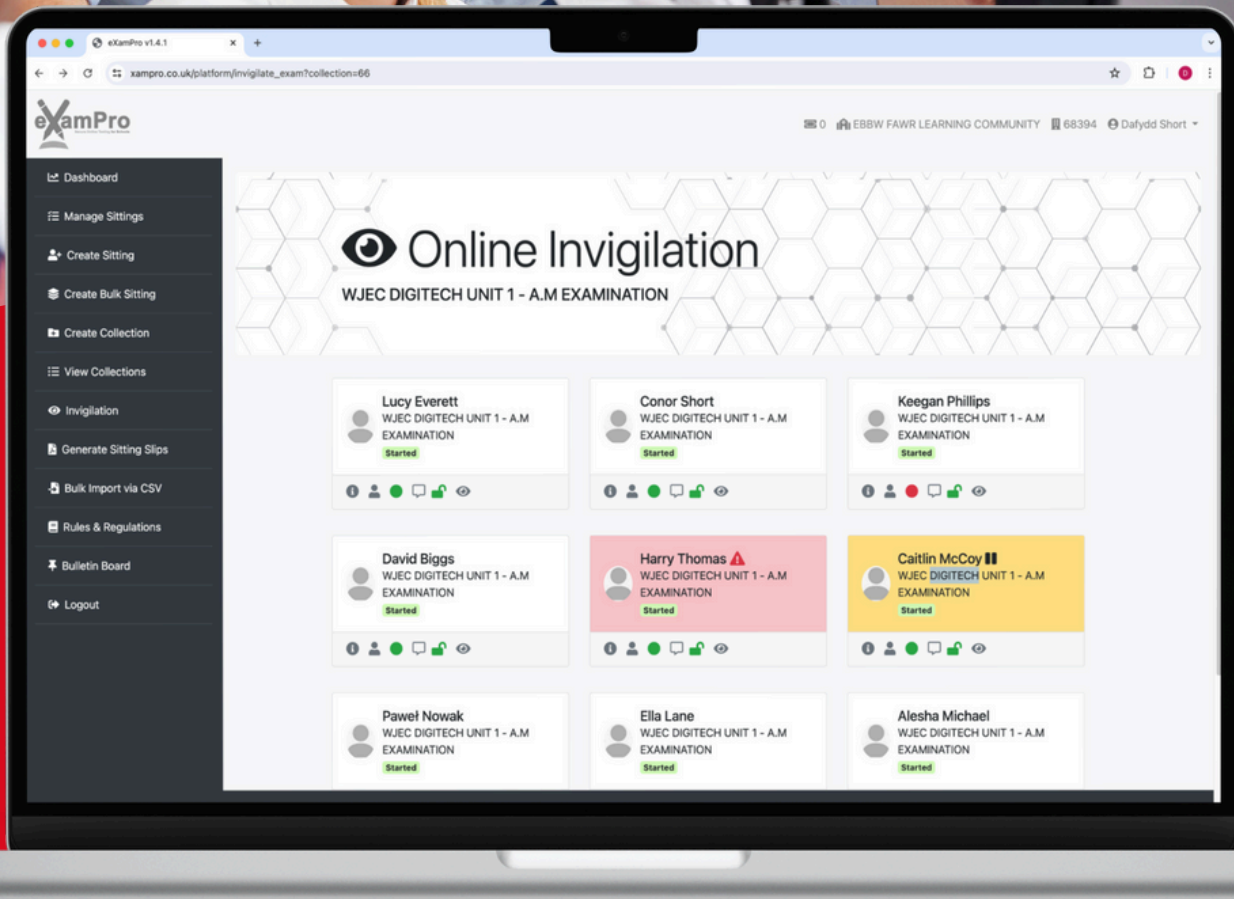 eXamPro v1.4.1
xampro.co.uk/platform/invigilate_exam?collection=66
D
eXamPro
0 EBBW FAWR LEARNING COMMUNITY 68394 Dafydd Short
Dashboard
Manage Sittings
Create Sitting
Create Bulk Sitting
Create Collection
View Collections
Invigilation
Generate Sitting Slips
Bulk Import via CSV
Rules & Regulations
Bulletin Board
Logout
Online Invigilation
WJEC DIGITECH UNIT 1 - A.M EXAMINATION
Lucy Everett
WJEC DIGITECH UNIT 1 - A.M
EXAMINATION
Started
Conor Short
WJEC DIGITECH UNIT 1 - A.M
EXAMINATION
Started
Keegan Phillips
WJEC DIGITECH UNIT 1 - A.M
EXAMINATION
Started
David Biggs
WJEC DIGITECH UNIT 1 - A.M
EXAMINATION
Started
Harry Thomas
WJEC DIGITECH UNIT 1 - A.M
EXAMINATION
Started
Caitlin McCoy
WJEC DIGITECH UNIT 1 - A.M
EXAMINATION
Started
Paweł Nowak
WJEC DIGITECH UNIT 1 - A.M
EXAMINATION
Started
Ella Lane
WJEC DIGITECH UNIT 1 - A.M
EXAMINATION
Started
Alesha Michael
WJEC DIGITECH UNIT 1 - A.M
EXAMINATION
Started